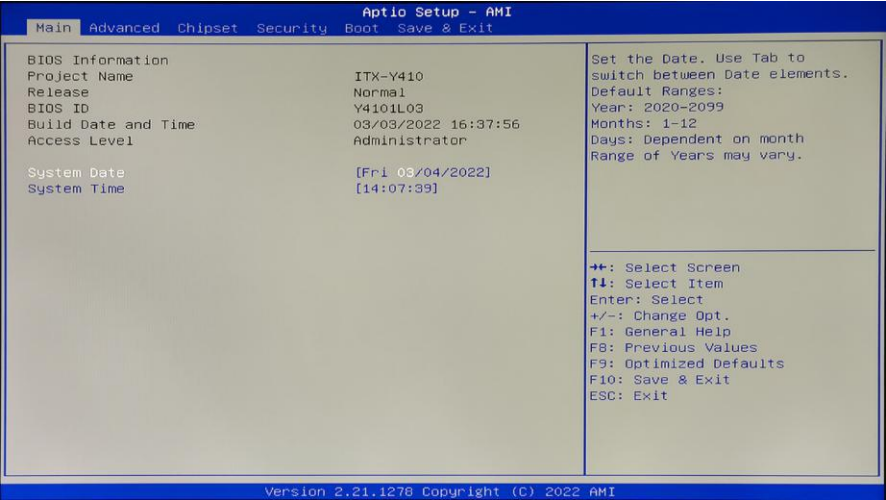 Aptio Setup – AMI
Main Advanced Chipset Security Boot Save & Exit
BIOS Information
Project Name ITX-Y410
Release Normal
BIOS ID Y4101L03
Build Date and Time 03/03/2022 16:37:56
Access Level Administrator
System Date [Fri 03/04/2022]
System Time [14:07:39]
Set the Date. Use Tab to
switch between Date elements.
Default Ranges:
Year: 2020-2099
Months: 1-12
Days: Dependent on month
Range of Years may vary.
→←: Select Screen
↑↓: Select Item
Enter: Select
+/-: Change Opt.
F1: General Help
F8: Previous Values
F9: Optimized Defaults
F10: Save & Exit
ESC: Exit
Version 2.21.1278 Copyright (C) 2022 AMI